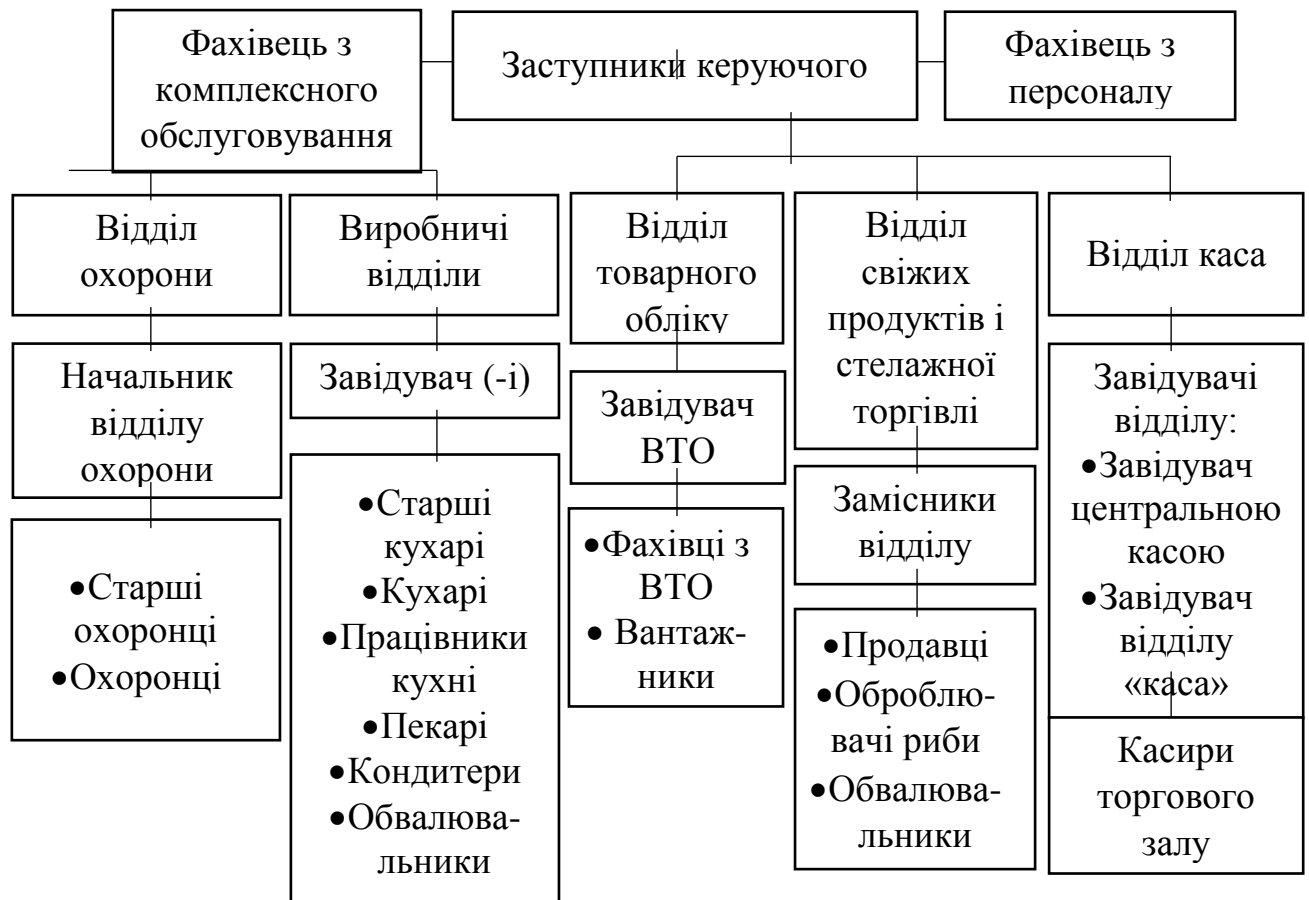 Фахівець з
комплексного
обслуговування
Заступники керуючого
Фахівець з
персоналу
Відділ
охорони
Виробничі
відділи
Відділ
товарного
обліку
Відділ
свіжих
продуктів і
стелажної
торгівлі
Відділ каса
Начальник
відділу
охорони
Завідувач (-і)
Завідувач
ВТО
Замісники
відділу
Завідувачі
відділу:
•Завідувач
центральною
касою
•Завідувач
відділу
«каса»
•Старші
охоронці
•Охоронці
•Старші
кухарі
•Кухарі
•Працівники
кухні
•Пекарі
•Кондитери
•Обвалюва-
льники
•Фахівці з
ВТО
• Вантаж-
ники
•Продавці
•Оброблю-
вачі риби
•Обвалюва-
льники
Касири
торгового
залу